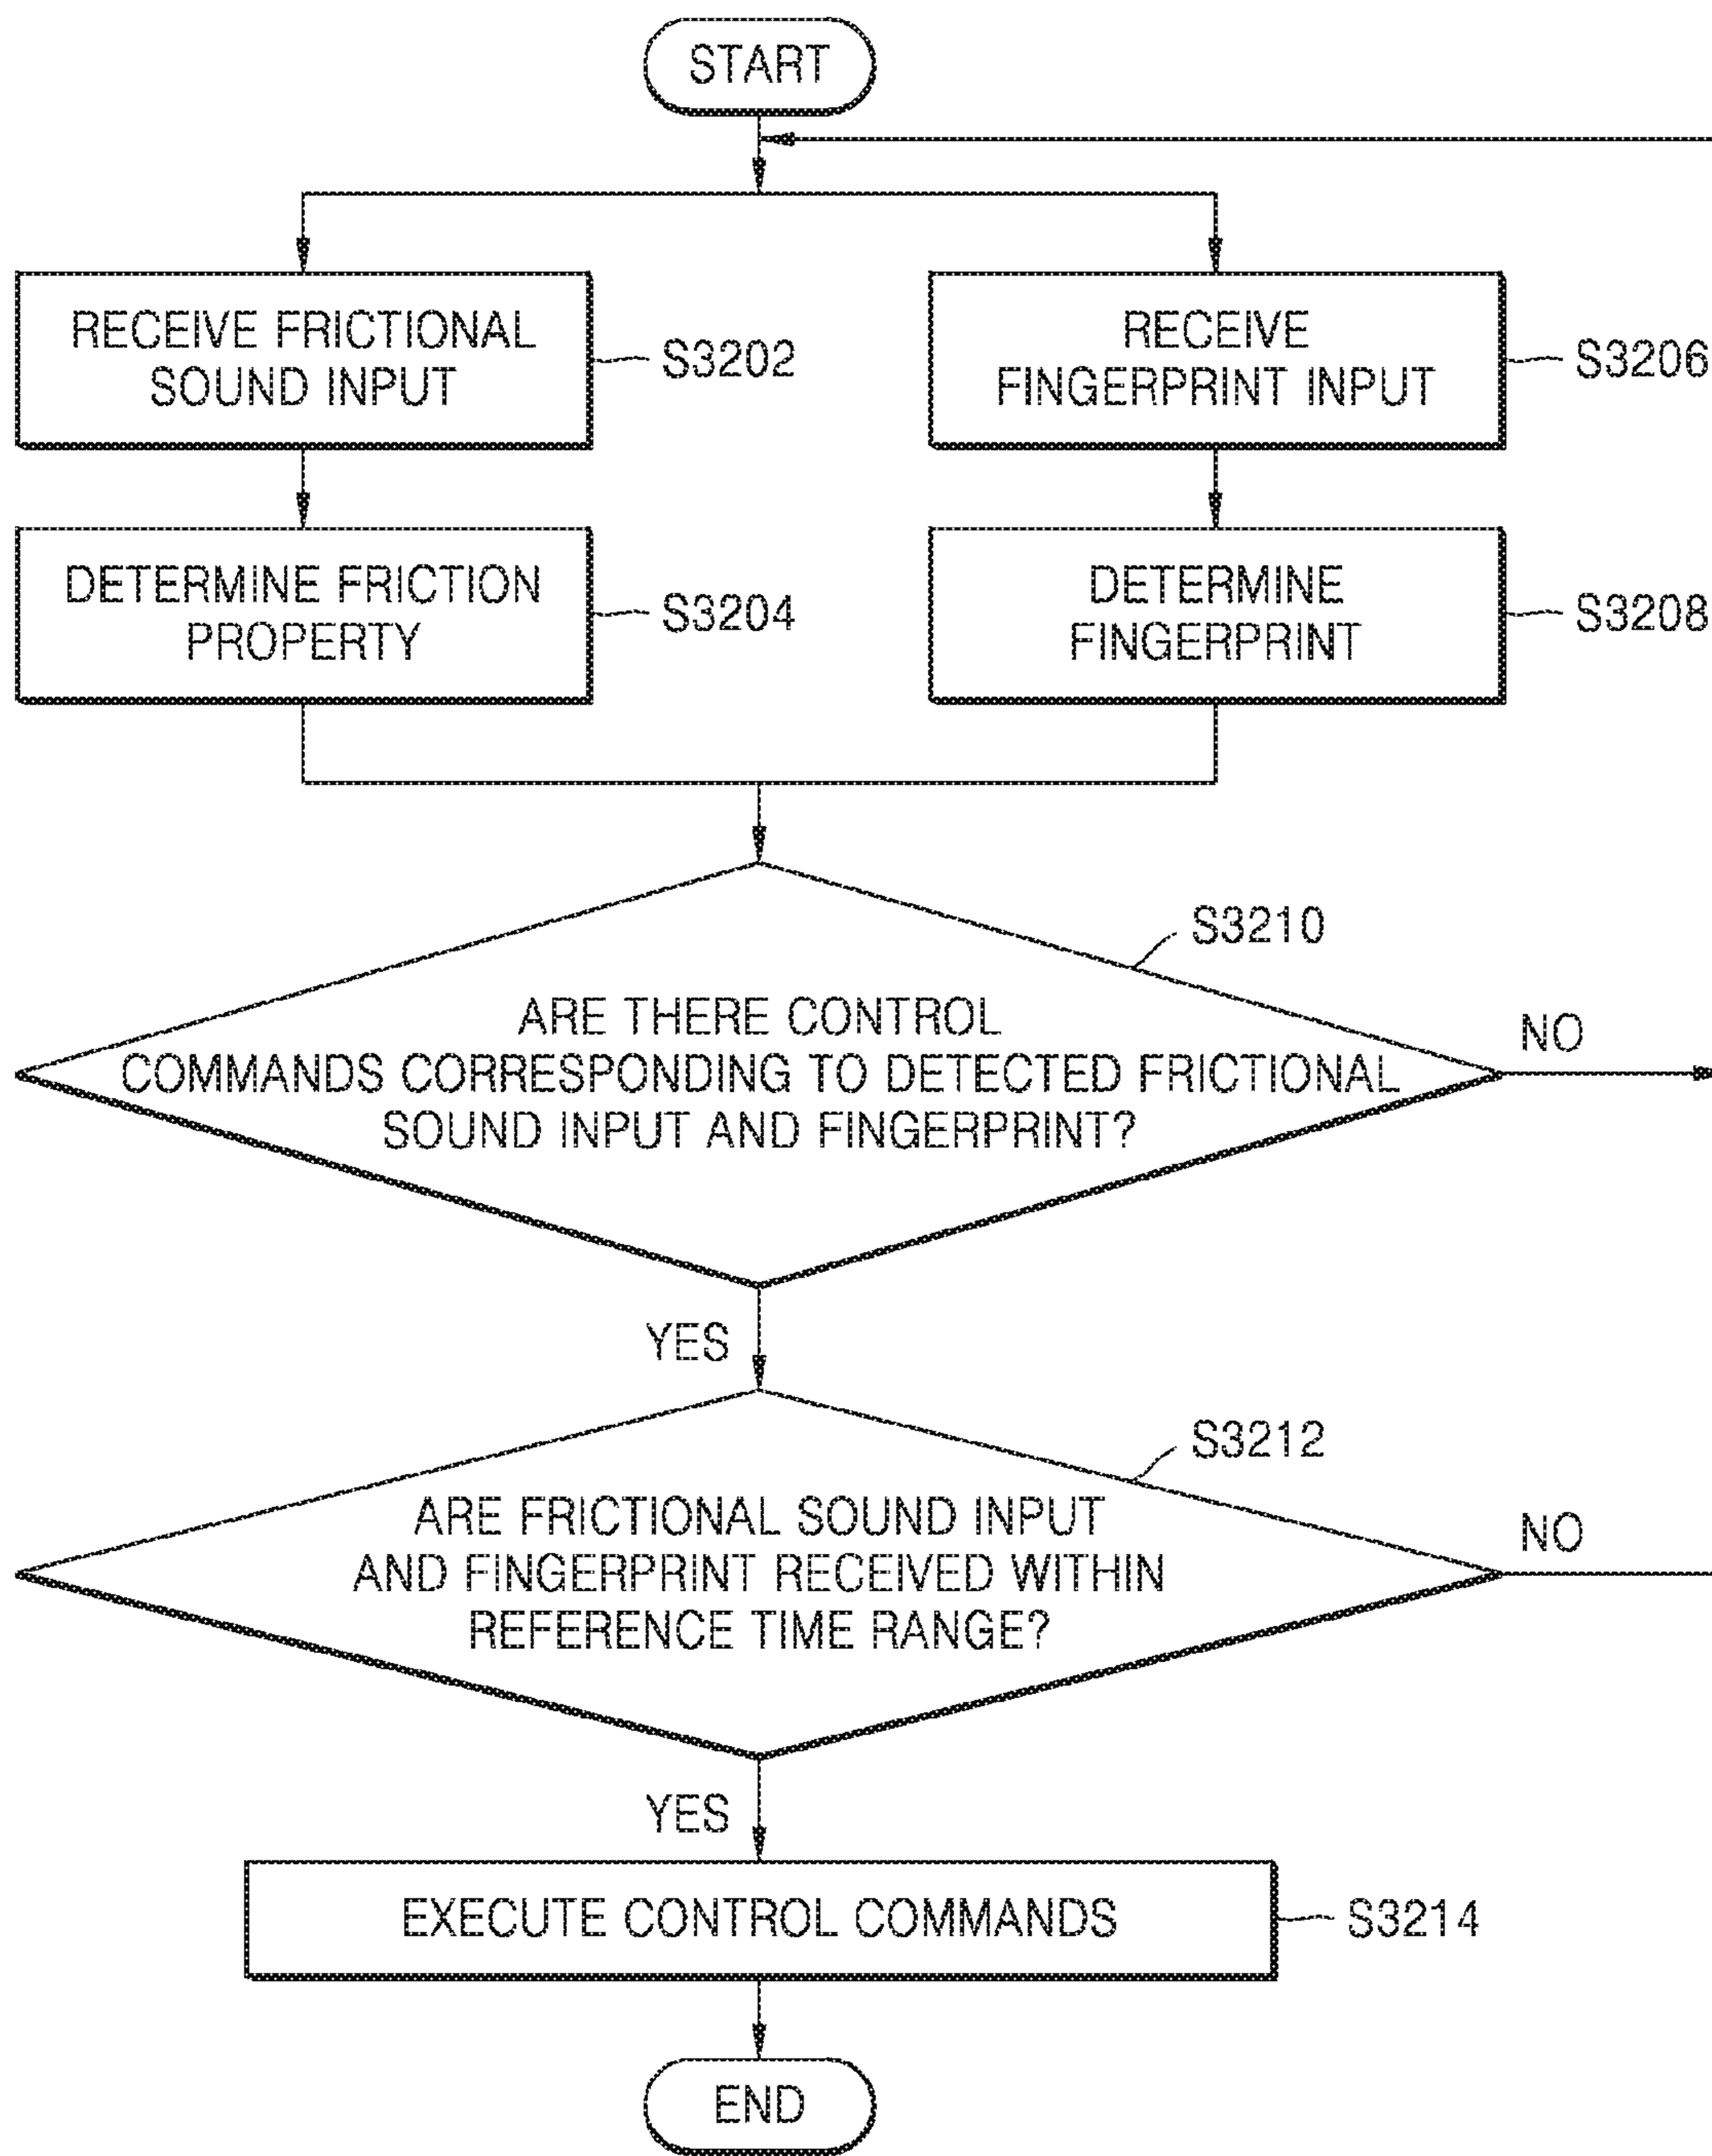 START
RECEIVE FRICTIONAL
SOUND INPUT
S3202
RECEIVE
FINGERPRINT INPUT
S3206
DETERMINE FRICTION
PROPERTY
S3204
DETERMINE
FINGERPRINT
S3208
S3210
ARE THERE CONTROL
COMMANDS CORRESPONDING TO DETECTED FRICTIONAL
SOUND INPUT AND FINGERPRINT?
NO
YES
S3212
ARE FRICTIONAL SOUND INPUT
AND FINGERPRINT RECEIVED WITHIN
REFERENCE TIME RANGE?
NO
YES
EXECUTE CONTROL COMMANDS
S3214
END